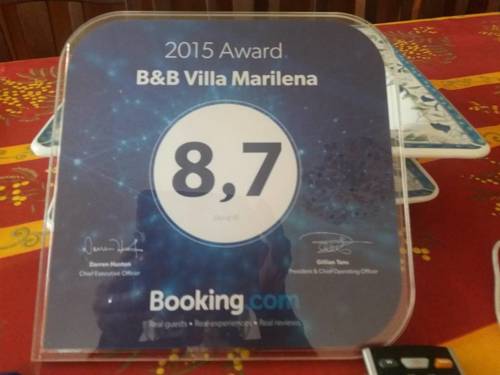 2015 Award
B&B Villa Marilena
8,7
Darren Huston
Chief Executive Officer
Gillian Tans
President & Chief Operating Officer
Booking.com
Real guests • Real experiences • Real reviews